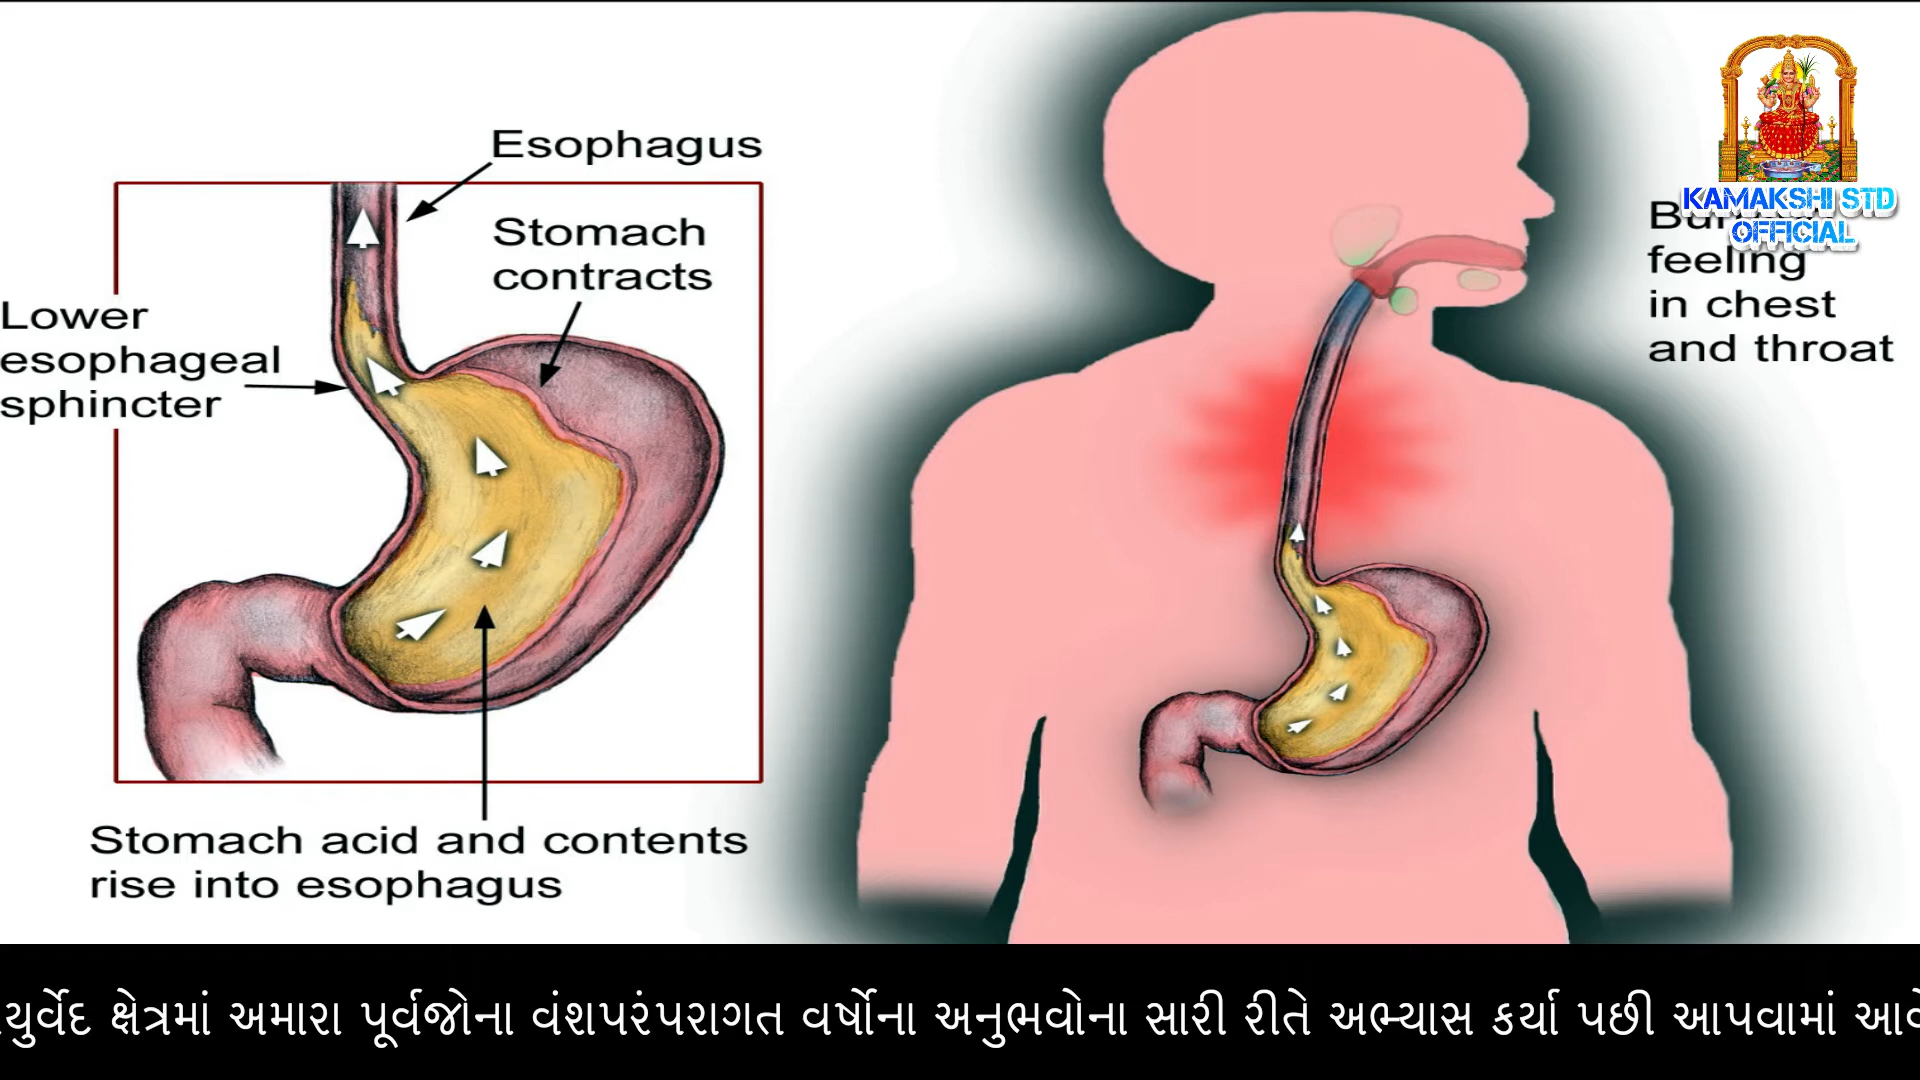 Esophagus
Stomach
contracts
Lower
esophageal
sphincter
Stomach acid and contents
rise into esophagus
KAMAKSHI STD
OFFICIAL
feeling
in chest
and throat
ક્ષેત્રમાં અમારા પૂર્વજોના વંશપરંપરાગત વર્ષોના અનુભવોના સારી રીતે અભ્યાસ કર્યા પછી આપવામાં